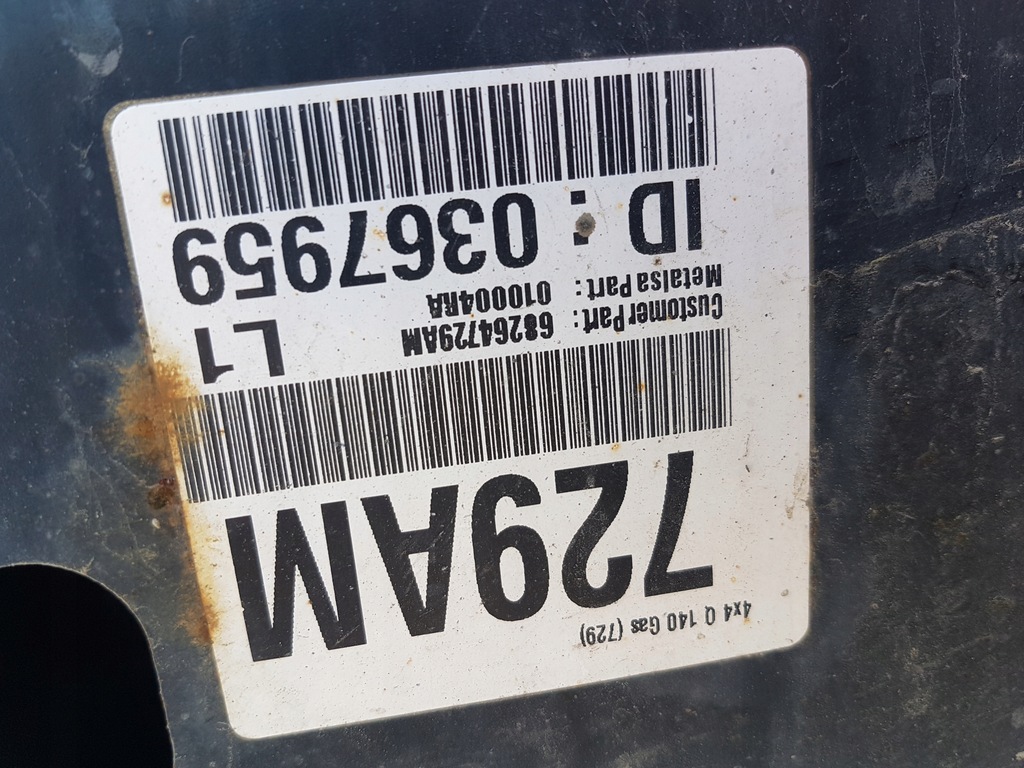 4x4 Q 140 Gas (729)
729AM
Customer Part: 68264729AM
Metalsa Part: 010004RA
L1
ID : 0367959